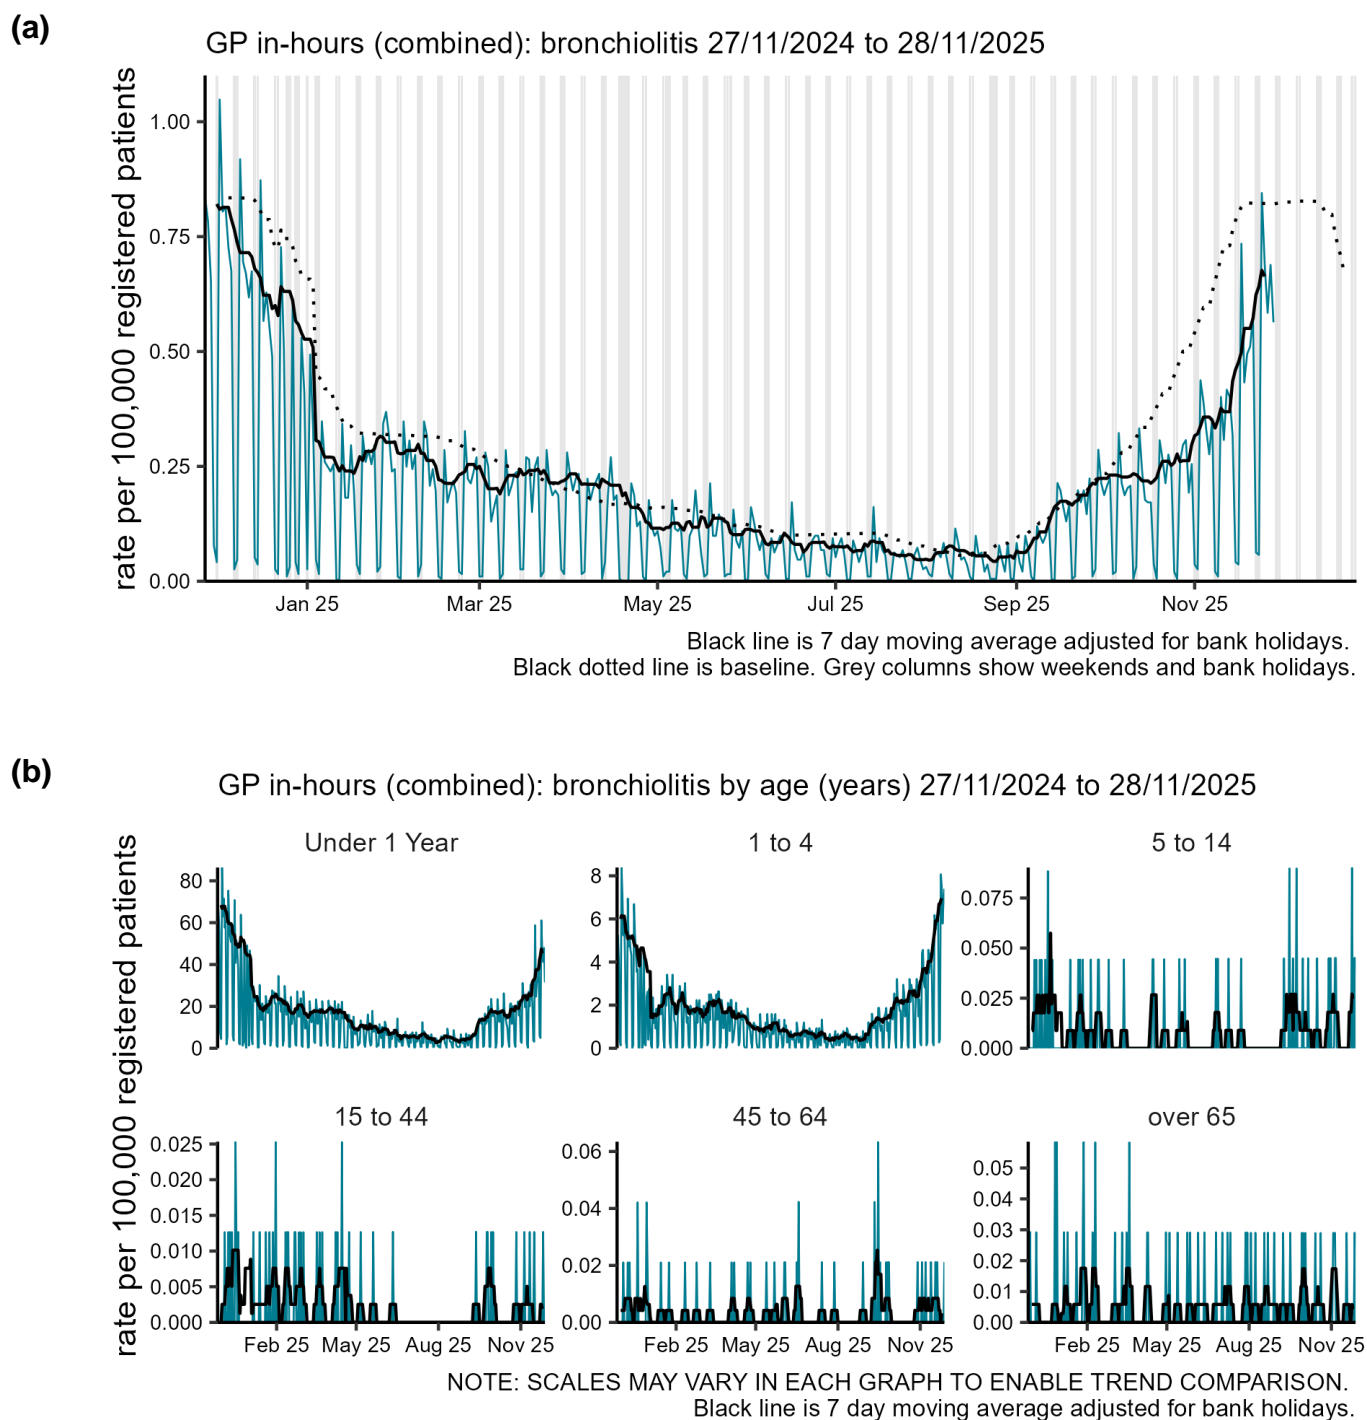 (a)
GP in-hours (combined): bronchiolitis 27/11/2024 to 28/11/2025
rate per 100,000 registered patients
1.00
0.75
0.50
0.25
0.00
Jan 25 Mar 25 May 25 Jul 25 Sep 25 Nov 25
Black line is 7 day moving average adjusted for bank holidays.
Black dotted line is baseline. Grey columns show weekends and bank holidays.
(b)
GP in-hours (combined): bronchiolitis by age (years) 27/11/2024 to 28/11/2025
rate per 100,000 registered patients
Under 1 Year
80
60
40
20
0
1 to 4
8
6
4
2
0
5 to 14
0.075
0.050
0.025
0.000
15 to 44
0.025
0.020
0.015
0.010
0.005
0.000
Feb 25 May 25 Aug 25 Nov 25
45 to 64
0.06
0.04
0.02
0.00
Feb 25 May 25 Aug 25 Nov 25
over 65
0.05
0.04
0.03
0.02
0.01
0.00
Feb 25 May 25 Aug 25 Nov 25
NOTE: SCALES MAY VARY IN EACH GRAPH TO ENABLE TREND COMPARISON.
Black line is 7 day moving average adjusted for bank holidays.